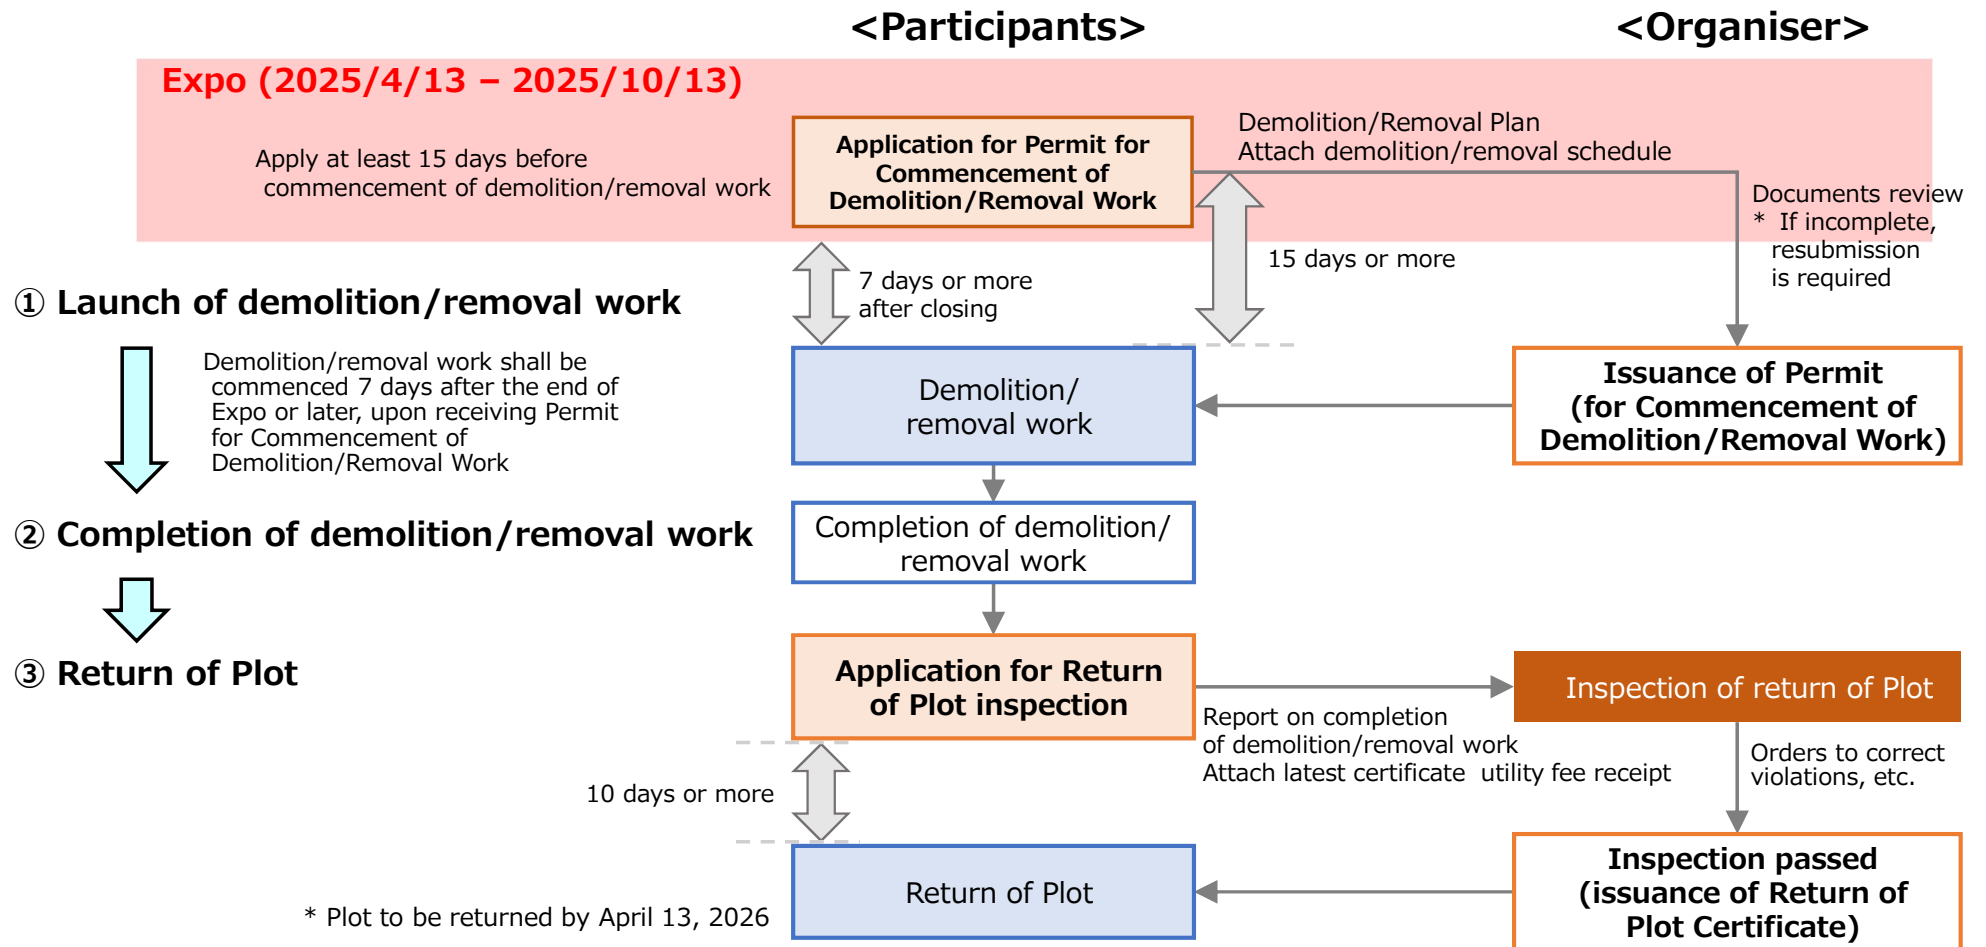 <Participants>
<Organiser>
Expo (2025/4/13 – 2025/10/13)
Apply at least 15 days before
commencement of demolition/removal work
Application for Permit for
Commencement of
Demolition/Removal Work
Demolition/Removal Plan
Attach demolition/removal schedule
Documents review
* If incomplete,
resubmission
is required
7 days or more
after closing
15 days or more
① Launch of demolition/removal work
Demolition/removal work shall be
commenced 7 days after the end of
Expo or later, upon receiving Permit
for Commencement of
Demolition/Removal Work
Demolition/
removal work
Issuance of Permit
(for Commencement of
Demolition/Removal Work)
② Completion of demolition/removal work
Completion of demolition/
removal work
③ Return of Plot
Application for Return
of Plot inspection
Inspection of return of Plot
Report on completion
of demolition/removal work
Attach latest certificate utility fee receipt
Orders to correct
violations, etc.
10 days or more
Return of Plot
Inspection passed
(issuance of Return of
Plot Certificate)
* Plot to be returned by April 13, 2026